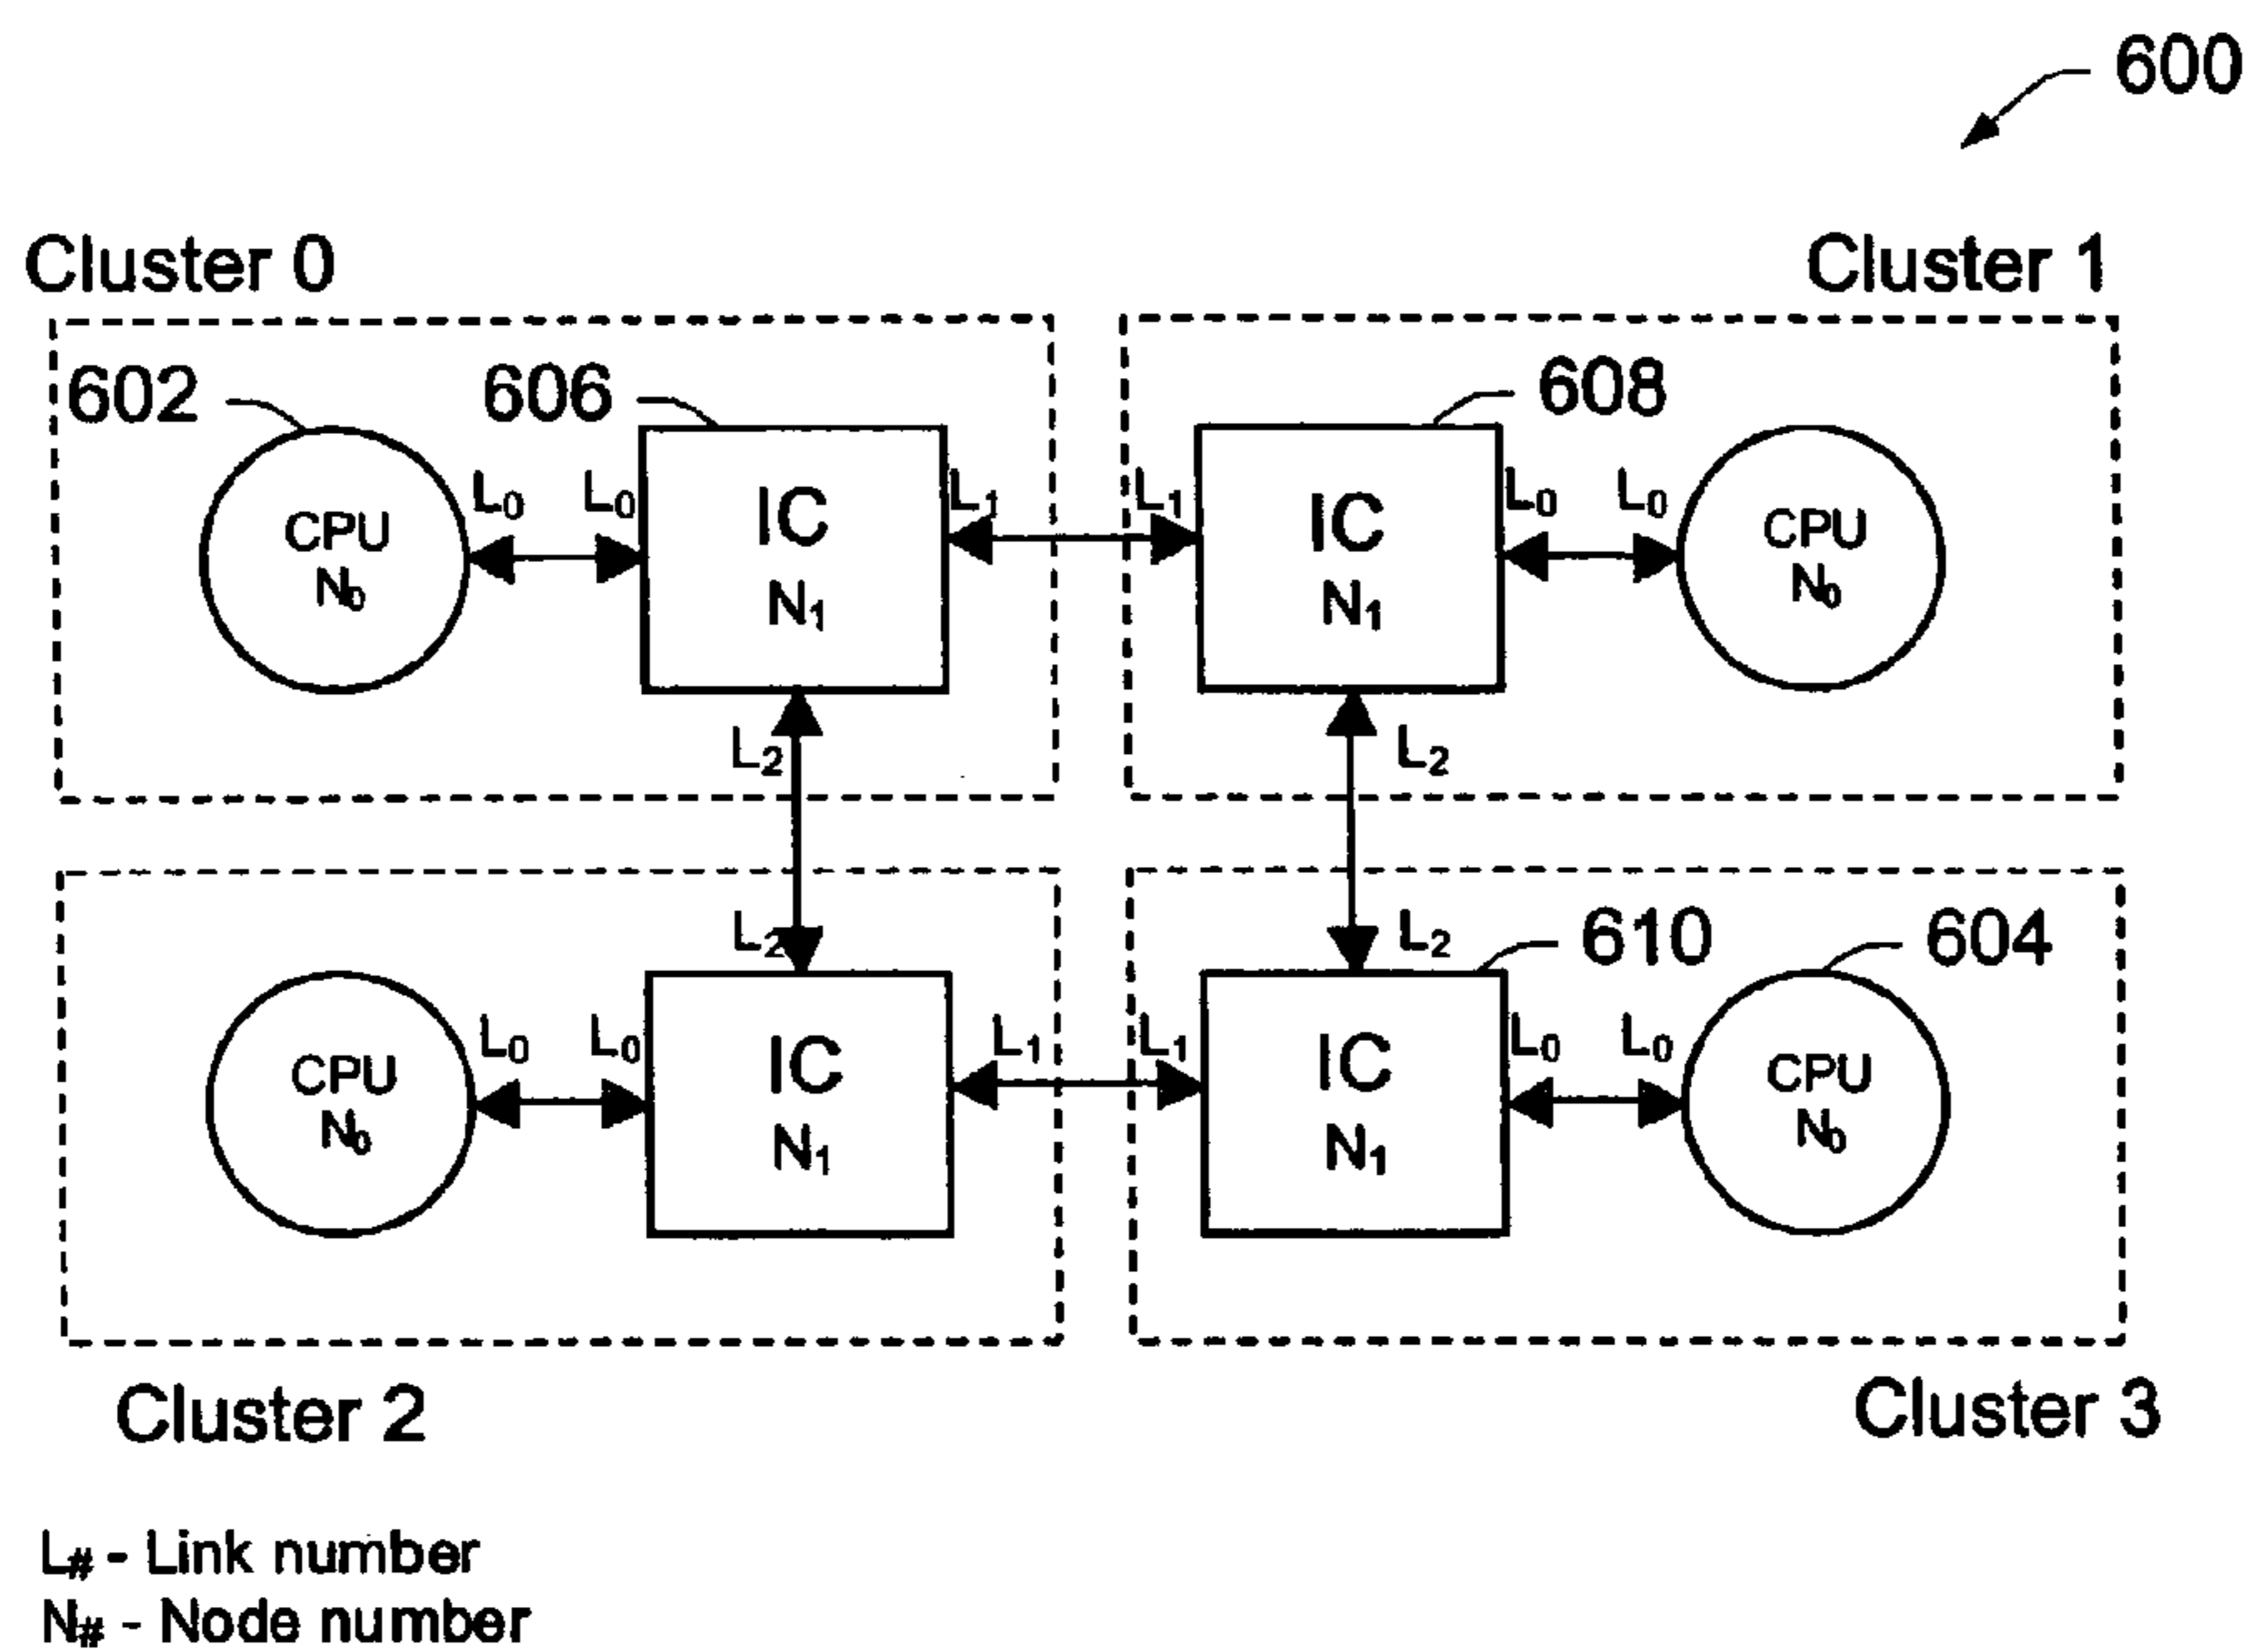 600
Cluster 0
Cluster 1
602
606
608
L0 L0 L1 L1 L0 L0
CPU
N0
IC
N1
IC
N1
CPU
N0
L2
L2
L2
L2
610
604
L0 L0 L1 L1 L0 L0
CPU
N0
IC
N1
IC
N1
CPU
N0
Cluster 2
Cluster 3
L# - Link number
N# - Node number